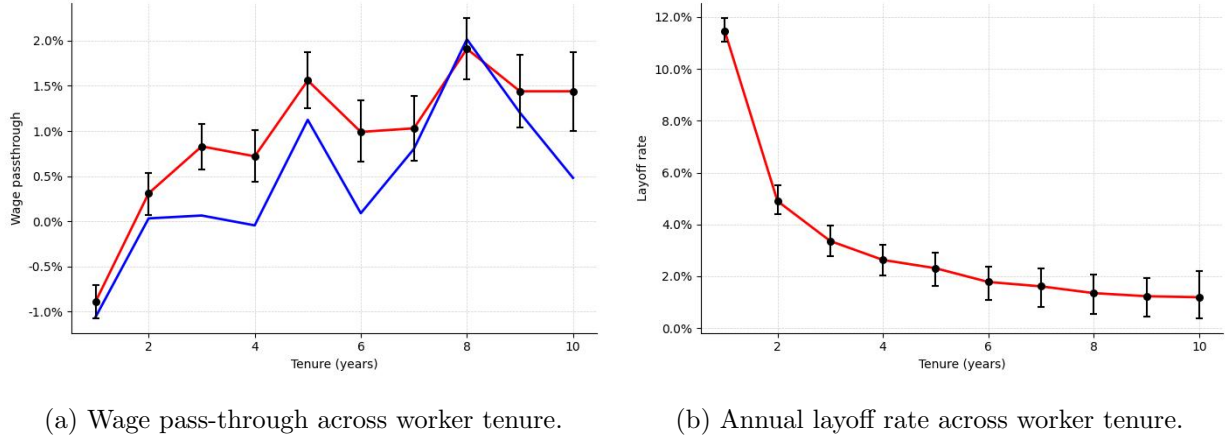 2.0%
1.5%
1.0%
0.5%
0.0%
-0.5%
-1.0%
Wage passthrough
2 4 6 8 10
Tenure (years)
(a) Wage pass-through across worker tenure.
12.0%
10.0%
8.0%
6.0%
4.0%
2.0%
0.0%
Layoff rate
2 4 6 8 10
Tenure (years)
(b) Annual layoff rate across worker tenure.